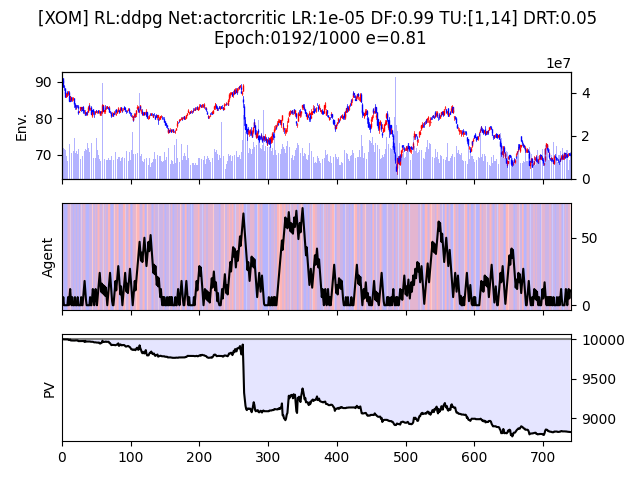 [XOM] RL:ddpg Net:actorcritic LR:1e-05 DF:0.99 TU:[1,14] DRT:0.05
Epoch:0192/1000 e=0.81
1e7
90
80
70
Env.
4
2
0
Agent
50
0
PV
10000
9500
9000
0 100 200 300 400 500 600 700